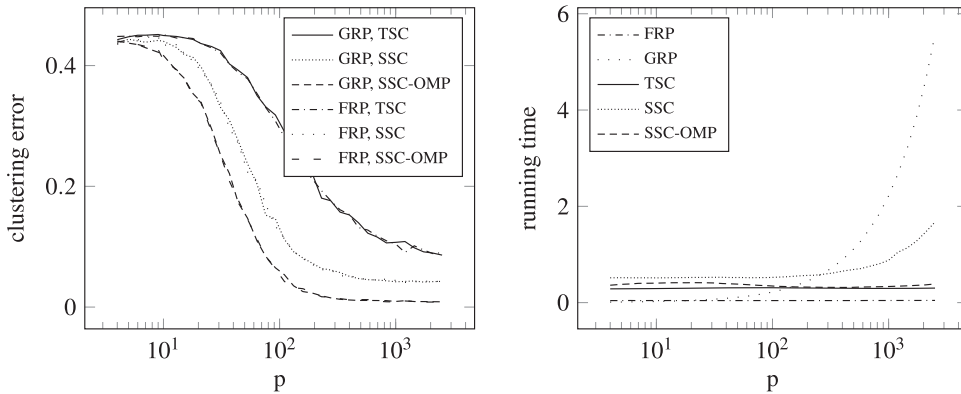 0.4
0.2
0
clustering error
10^1
10^2
10^3
p
GRP, TSC
GRP, SSC
GRP, SSC-OMP
FRP, TSC
FRP, SSC
FRP, SSC-OMP
6
4
2
0
running time
10^1
10^2
10^3
p
FRP
GRP
TSC
SSC
SSC-OMP